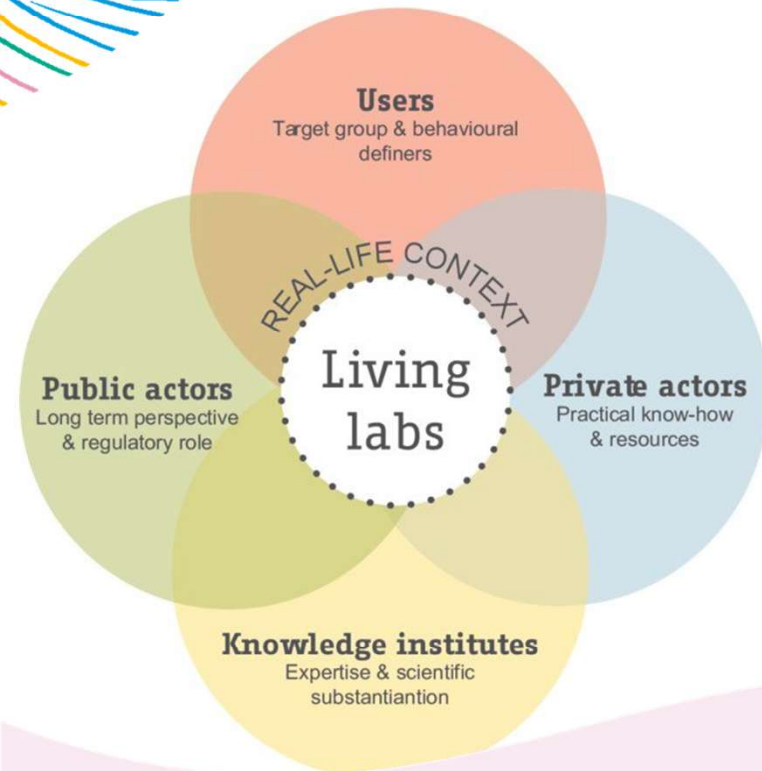 Users
Target group & behavioural
definers
REAL-LIFE CONTEXT
Living
labs
Public actors
Long term perspective
& regulatory role
Private actors
Practical know-how
& resources
Knowledge institutes
Expertise & scientific
substantiantion